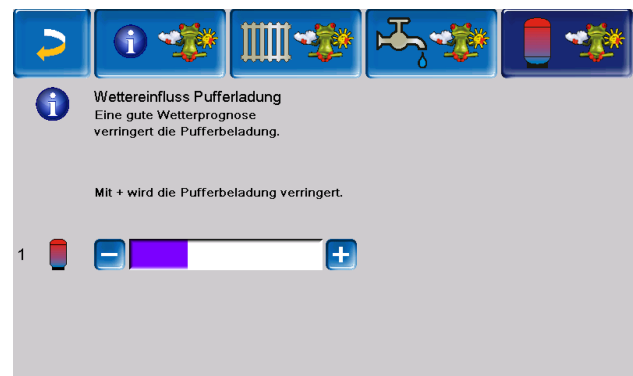 Wettereinfluss Pufferladung
Eine gute Wetterprognose
verringert die Pufferbeladung.
Mit + wird die Pufferbeladung verringert.
1